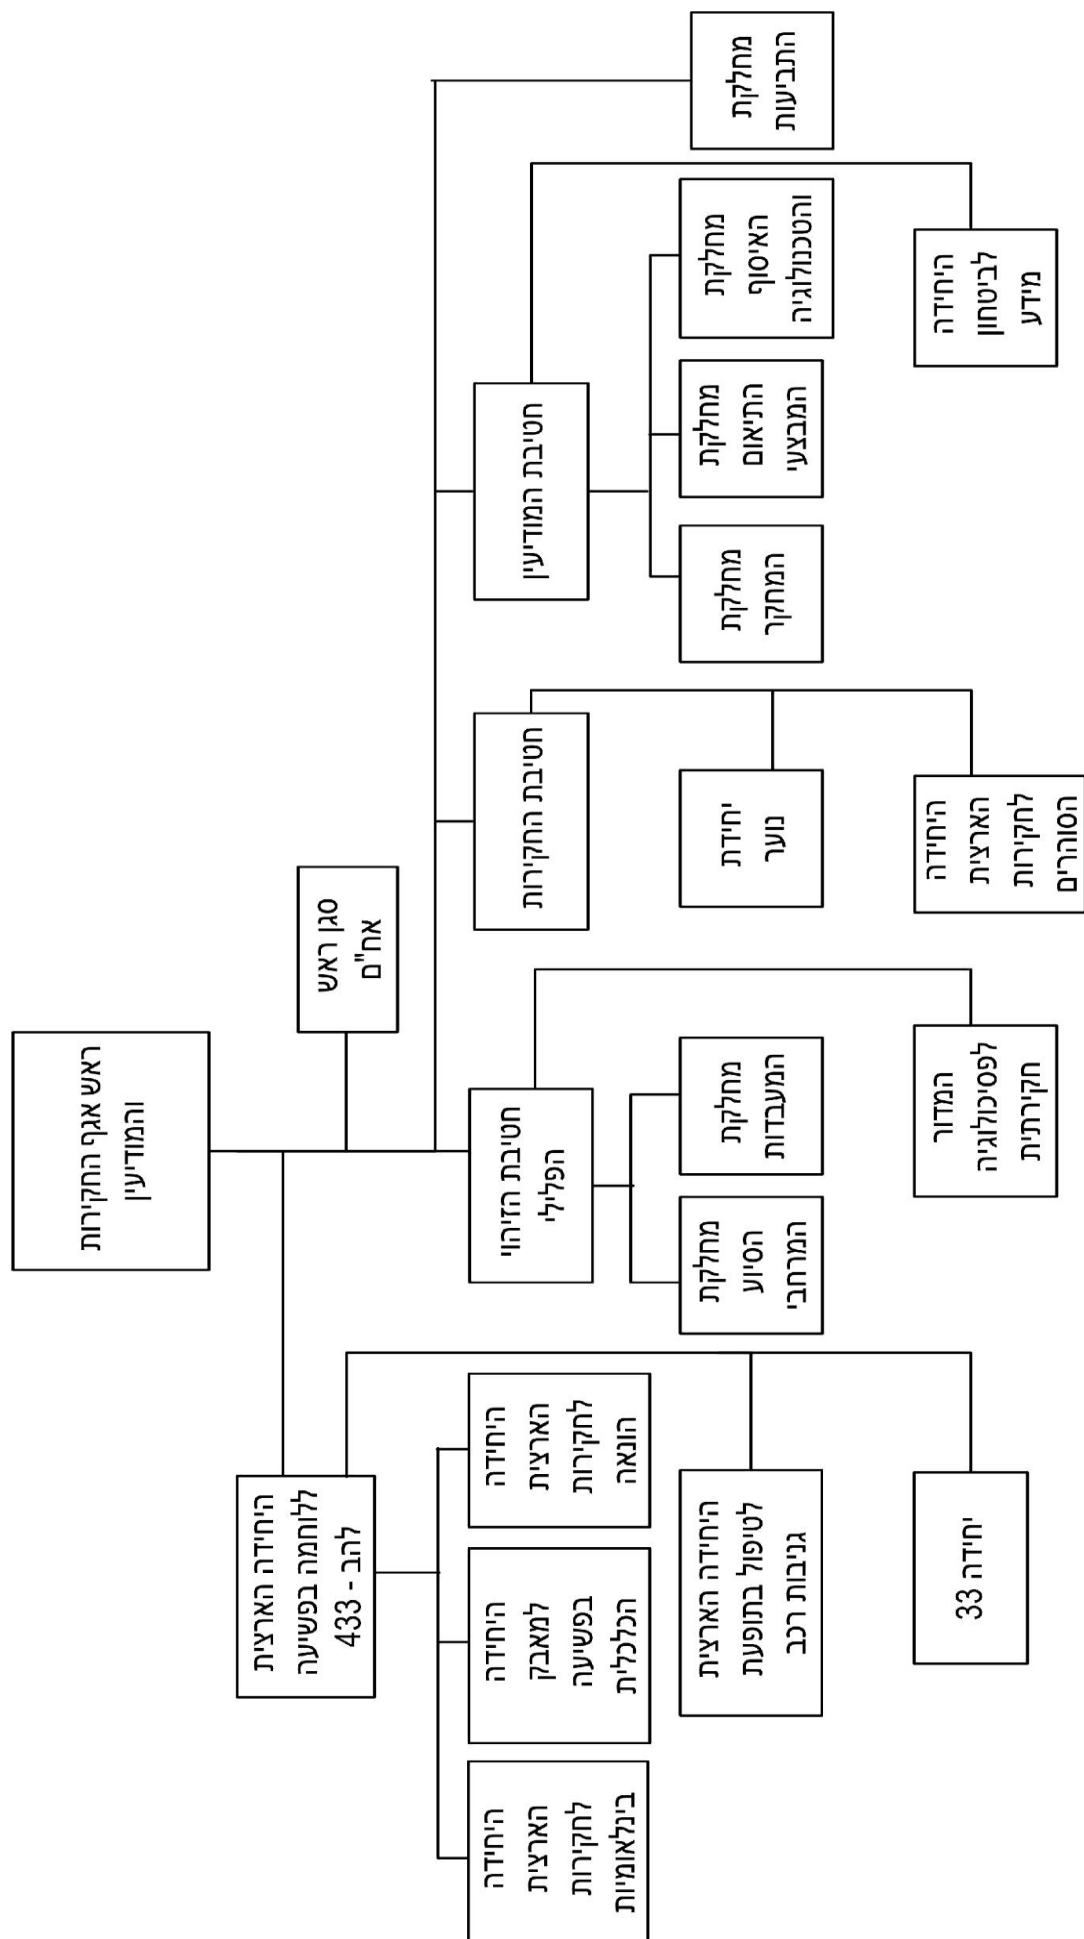 ראש אגף החקירות
והמודיעין
סגן ראש
אח"ם
היחידה הארצית
ללוחמה בפשיעה
להב - 433
חטיבת המודיעין
חטיבת החקירות
חטיבת הזיהוי
הפלילי
היחידה
הארצית
לחקירות
הונאה
היחידה
למאבק
בפשיעה
הכלכלית
היחידה
הארצית
לחקירות
בינלאומיות
מחלקת
התביעות
מחלקת
האיסוף
והטכנולוגיה
מחלקת
התיאום
המבצעי
מחלקת
המחקר
יחידת
נוער
מחלקת
המעבדות
מחלקת
הסיוע
המרחבי
היחידה הארצית
לטיפול בתופעת
גניבות רכב
היחידה
לביטחון
מידע
היחידה
הארצית
לחקירות
הסוהרים
המדור
לפסיכולוגיה
חקירתית
יחידה 33